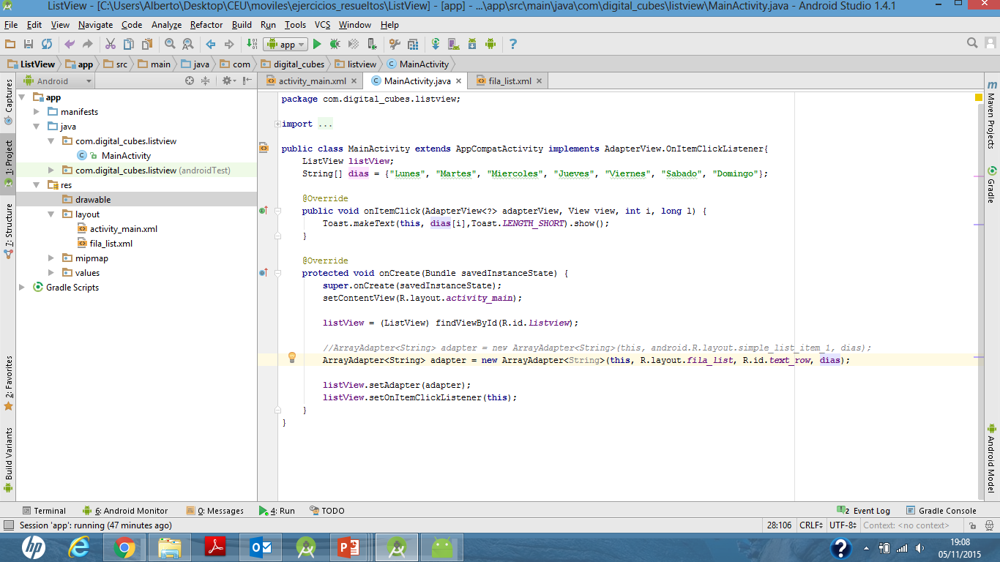 ListView - [C:\Users\Alberto\Desktop\CEU\moviles\ejercicios_resueltos\ListView] - [app] - ...\app\src\main\java\com\digital_cubes\listview\MainActivity.java - Android Studio 1.4.1
File Edit View Navigate Code Analyze Refactor Build Run Tools VCS Window Help
app
ListView app src main java com digital_cubes listview MainActivity
Android
activity_main.xml MainActivity.java fila_list.xml
Captures
1: Project
7: Structure
2: Favorites
Build Variants
app
manifests
java
com.digital_cubes.listview
MainActivity
com.digital_cubes.listview (androidTest)
res
drawable
layout
activity_main.xml
fila_list.xml
mipmap
values
Gradle Scripts
package com.digital_cubes.listview;
import ...
public class MainActivity extends AppCompatActivity implements AdapterView.OnItemClickListener{
ListView listView;
String[] dias = {"Lunes", "Martes", "Miercoles", "Jueves", "Viernes", "Sabado", "Domingo"};
@Override
public void onItemClick(AdapterView<?> adapterView, View view, int i, long l) {
Toast.makeText(this, dias[i],Toast.LENGTH_SHORT).show();
}
@Override
protected void onCreate(Bundle savedInstanceState) {
super.onCreate(savedInstanceState);
setContentView(R.layout.activity_main);
listView = (ListView) findViewById(R.id.listview);
//ArrayAdapter<String> adapter = new ArrayAdapter<String>(this, android.R.layout.simple_list_item_1, dias);
ArrayAdapter<String> adapter = new ArrayAdapter<String>(this, R.layout.fila_list, R.id.text_row, dias);
listView.setAdapter(adapter);
listView.setOnItemClickListener(this);
}
}
Maven Projects
Gradle
Android Model
Terminal 6: Android Monitor 0: Messages 4: Run TODO 2 Event Log Gradle Console
Session 'app': running (47 minutes ago) 28:106 CRLF UTF-8 Context: <no context>
19:08
05/11/2015